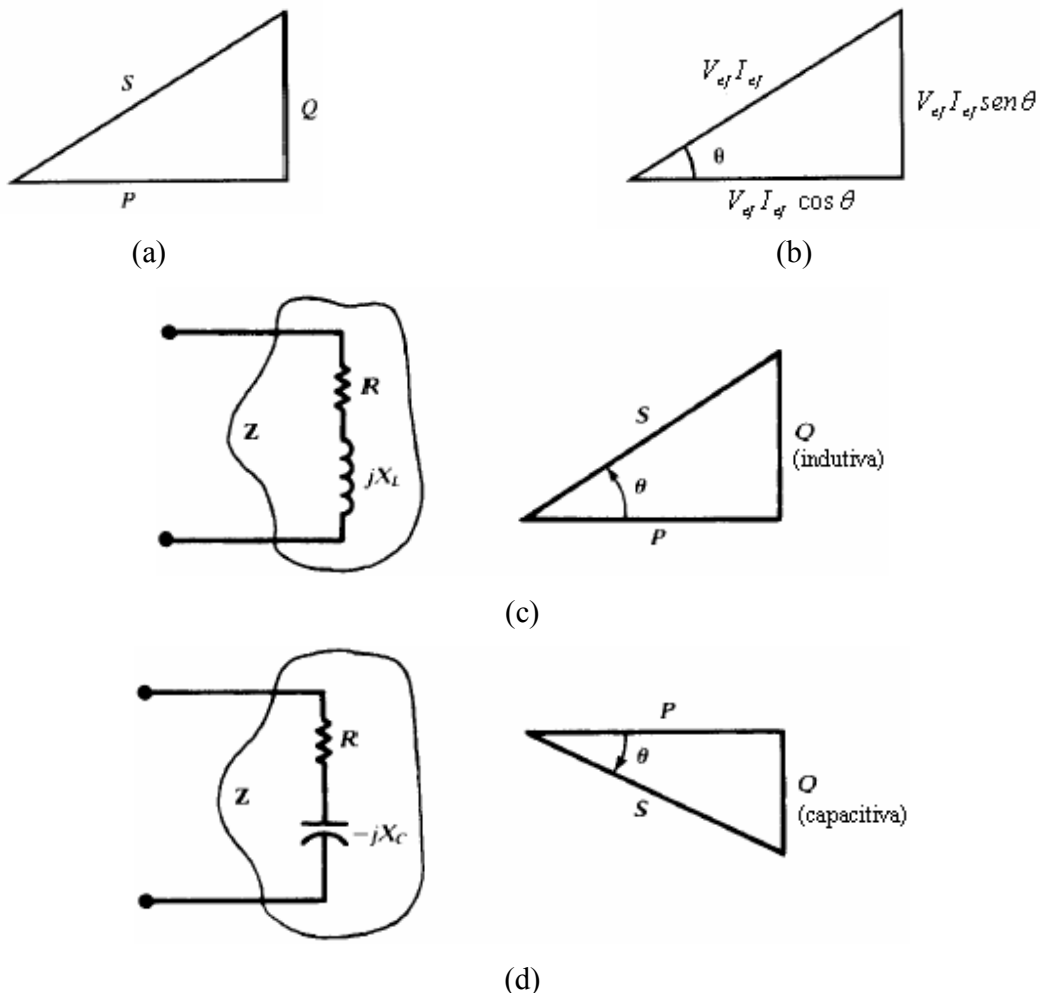 S
Q
P
(a)
V_ef I_ef
V_ef I_ef sen θ
θ
V_ef I_ef cos θ
(b)
R
Z
jX_L
S
Q
(indutiva)
θ
P
(c)
R
Z
-jX_C
P
θ
S
Q
(capacitiva)
(d)